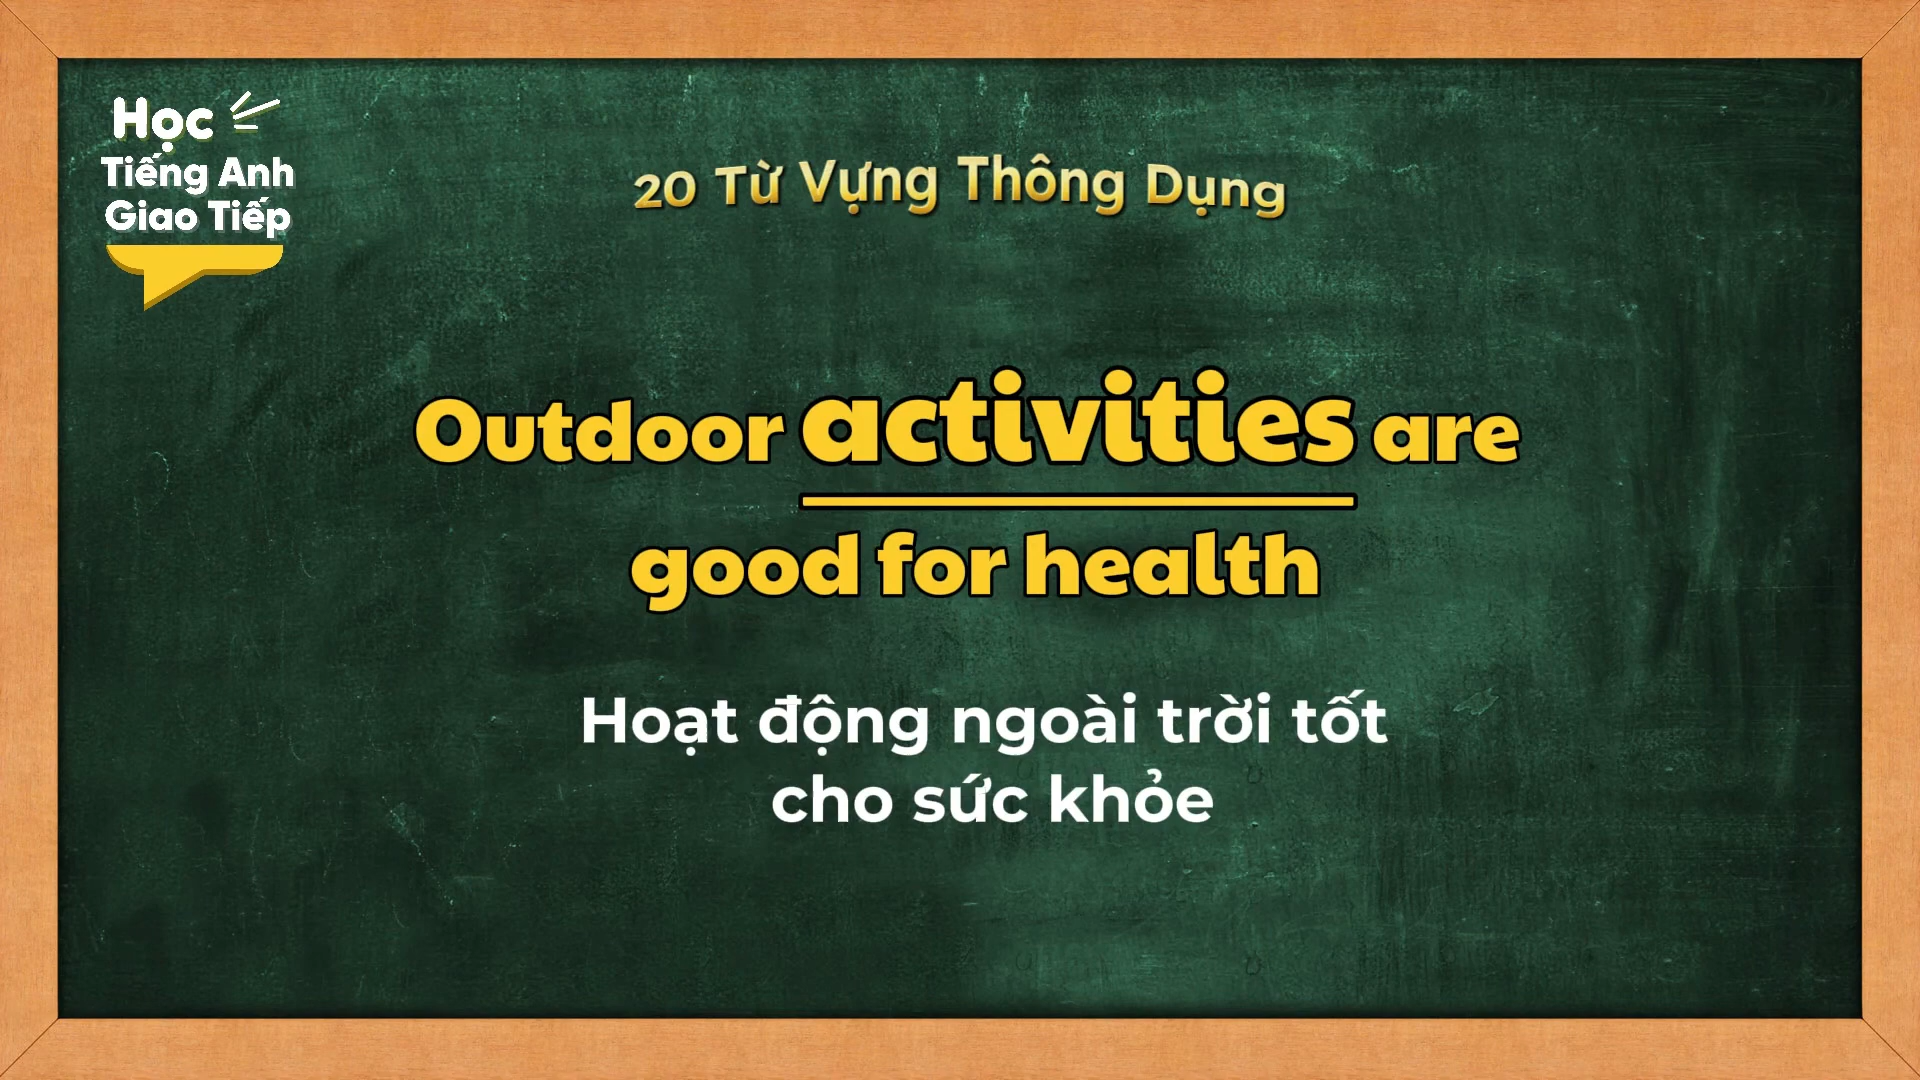 Học
Tiếng Anh
Giao Tiếp
20 Từ Vựng Thông Dụng
Outdoor activities are
good for health
Hoạt động ngoài trời tốt
cho sức khỏe